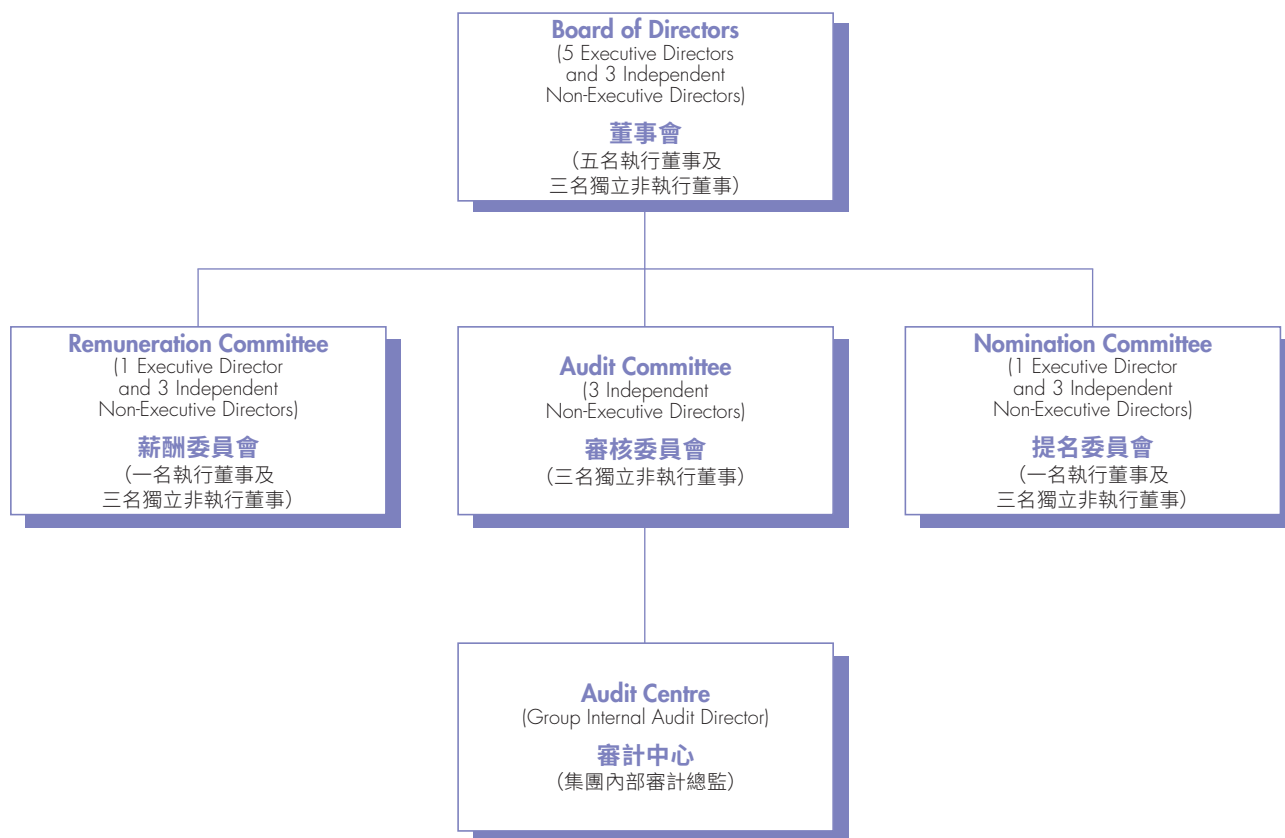 Board of Directors
(5 Executive Directors
and 3 Independent
Non-Executive Directors)
董事會
（五名執行董事及
三名獨立非執行董事）
Remuneration Committee
(1 Executive Director
and 3 Independent
Non-Executive Directors)
薪酬委員會
（一名執行董事及
三名獨立非執行董事）
Audit Committee
(3 Independent
Non-Executive Directors)
審核委員會
（三名獨立非執行董事）
Nomination Committee
(1 Executive Director
and 3 Independent
Non-Executive Directors)
提名委員會
（一名執行董事及
三名獨立非執行董事）
Audit Centre
(Group Internal Audit Director)
審計中心
（集團內部審計總監）